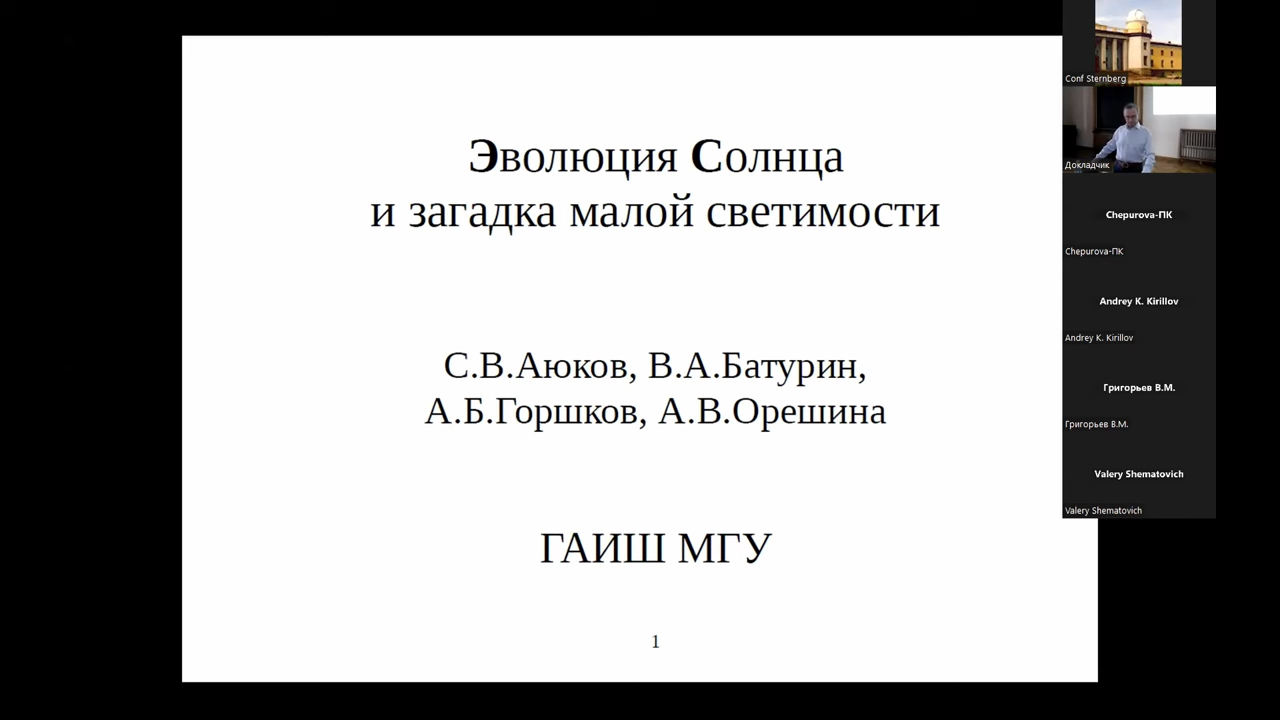 Эволюция Солнца
и загадка малой светимости
С.В.Аюков, В.А.Батурин,
А.Б.Горшков, А.В.Орешина
ГАИШ МГУ
1
Conf Sternberg
Докладчик
Chepurova-ПК
Chepurova-ПК
Andrey K. Kirillov
Andrey K. Kirillov
Григорьев В.М.
Григорьев В.М.
Valery Shematovich
Valery Shematovich